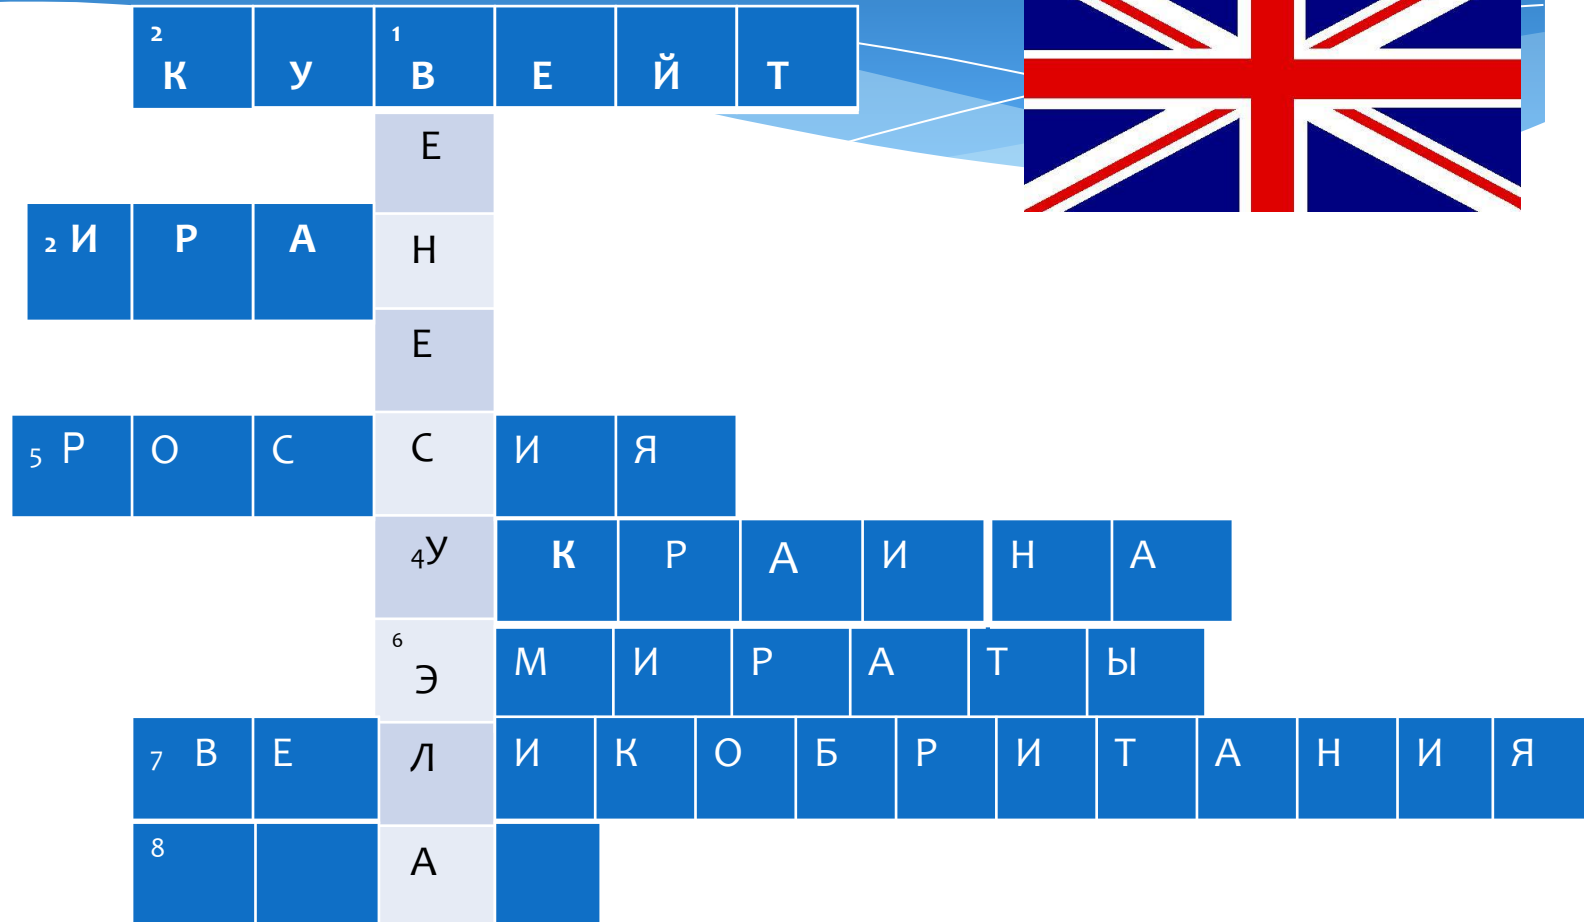 2 1
К У В Е Й Т
Е
2 И Р А Н
Е
5 Р О С С И Я
4 У К Р А И Н А
6
Э М И Р А Т Ы
7 В Е Л И К О Б Р И Т А Н И Я
8
А